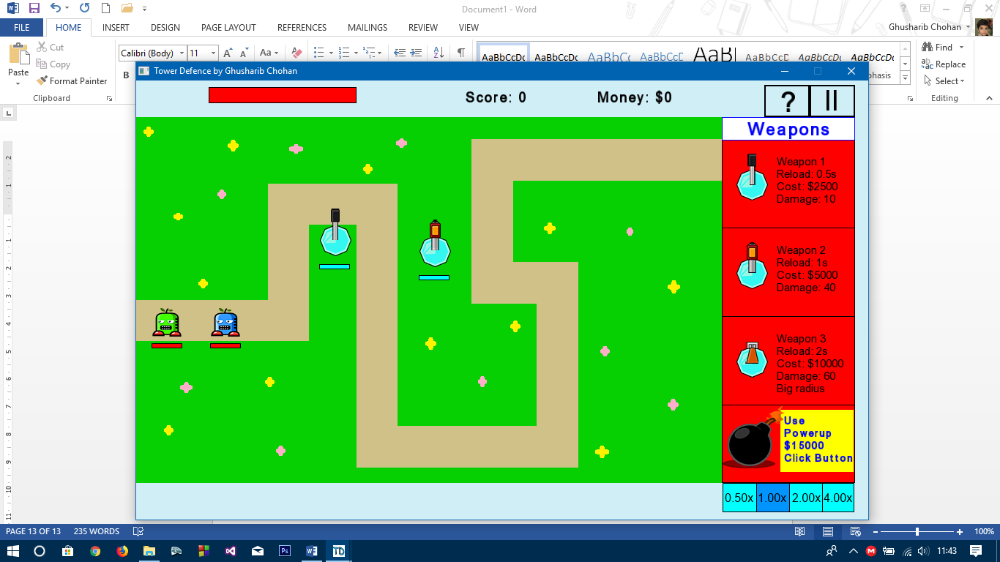 Document1 - Word
FILE HOME INSERT DESIGN PAGE LAYOUT REFERENCES MAILINGS REVIEW VIEW Ghusharib Chohan
Cut
Copy
Paste Format Painter
Clipboard
Calibri (Body) 11
B
AaBbCcDc AaBbCcDc AaBbCc AaBbCcD AaBl AaBbCcD AaBbCcDc AaBbCcDc
Find
Replace
Select
Editing
Tower Defence by Ghusharib Chohan
Score: 0 Money: $0 ? ||
Weapons
Weapon 1
Reload: 0.5s
Cost: $2500
Damage: 10
Weapon 2
Reload: 1s
Cost: $5000
Damage: 40
Weapon 3
Reload: 2s
Cost: $10000
Damage: 60
Big radius
Use
Powerup
$15000
Click Button
0.50x 1.00x 2.00x 4.00x
PAGE 13 OF 13 235 WORDS 100%
11:43